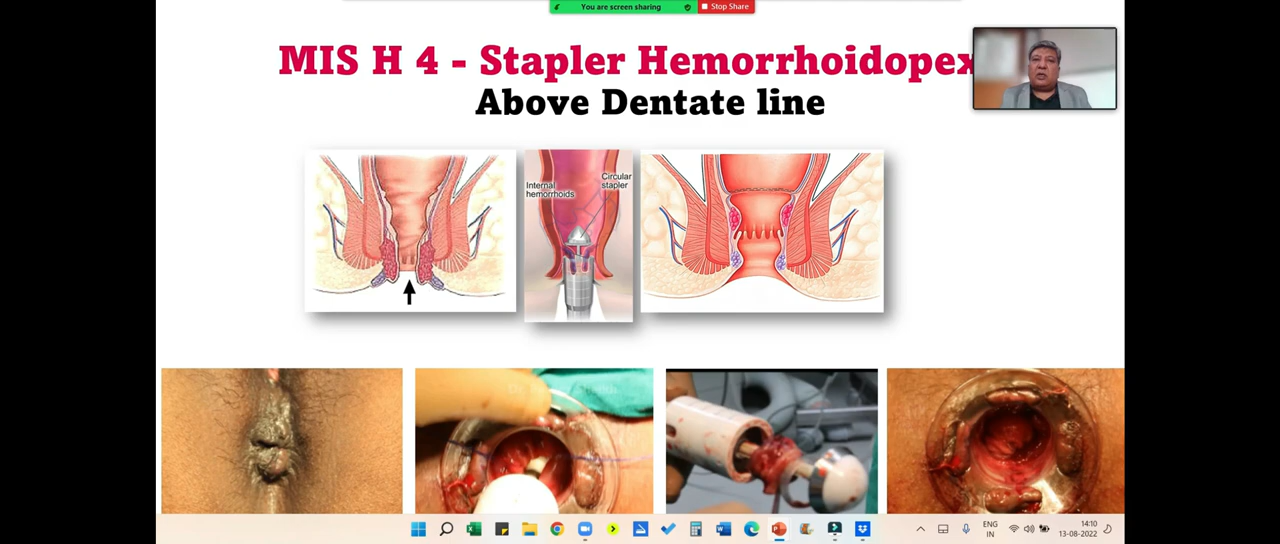 You are screen sharing
Stop Share
MIS H 4 - Stapler Hemorrhoidopex
Above Dentate line
Internal
hemorrhoids
Circular
stapler
ENG
IN
14:10
13-08-2022